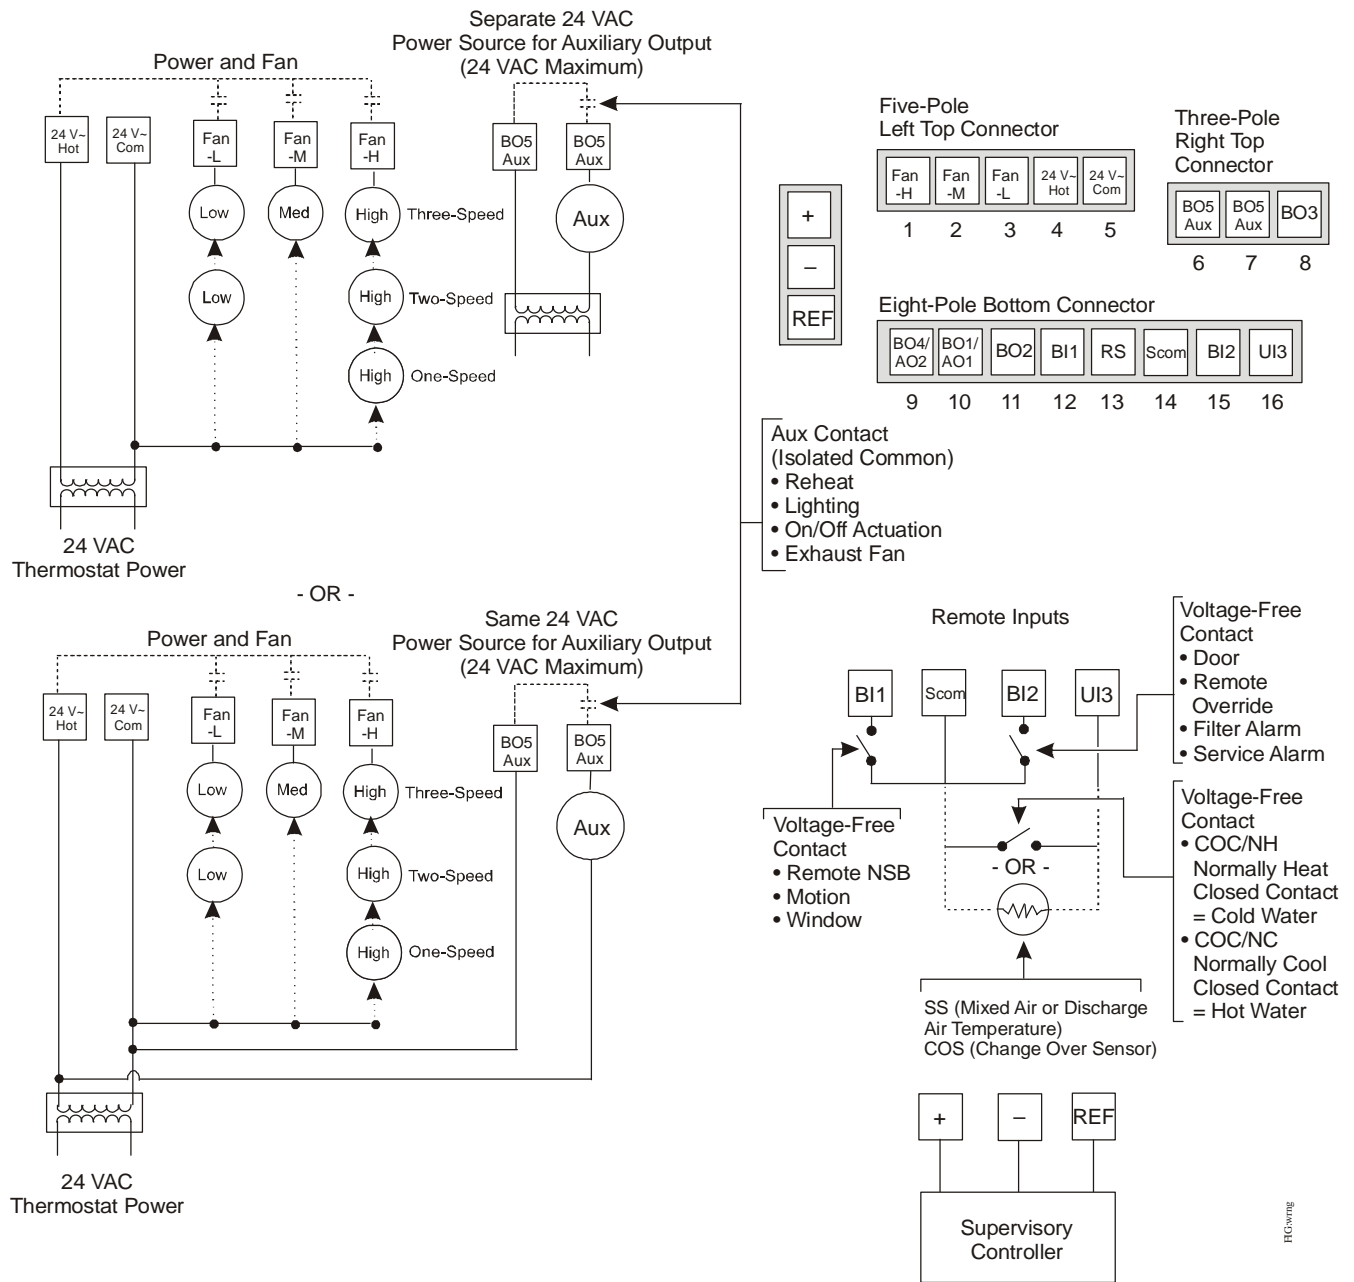 Separate 24 VAC
Power Source for Auxiliary Output
(24 VAC Maximum)
Power and Fan
24 V~
Hot
24 V~
Com
Fan
-L
Fan
-M
Fan
-H
BO5
Aux
BO5
Aux
Low
Med
High
Three-Speed
Aux
Low
High
Two-Speed
High
One-Speed
24 VAC
Thermostat Power
- OR -
Same 24 VAC
Power Source for Auxiliary Output
(24 VAC Maximum)
Power and Fan
24 V~
Hot
24 V~
Com
Fan
-L
Fan
-M
Fan
-H
BO5
Aux
BO5
Aux
Low
Med
High
Three-Speed
Aux
Low
High
Two-Speed
High
One-Speed
24 VAC
Thermostat Power
+
–
REF
Five-Pole
Left Top Connector
Fan
-H
Fan
-M
Fan
-L
24 V~
Hot
24 V~
Com
1 2 3 4 5
Three-Pole
Right Top
Connector
BO5
Aux
BO5
Aux
BO3
6 7 8
Eight-Pole Bottom Connector
BO4/
AO2
BO1/
AO1
BO2
BI1
RS
Scom
BI2
UI3
9 10 11 12 13 14 15 16
Aux Contact
(Isolated Common)
• Reheat
• Lighting
• On/Off Actuation
• Exhaust Fan
Remote Inputs
BI1
Scom
BI2
UI3
Voltage-Free
Contact
• Door
• Remote
Override
• Filter Alarm
• Service Alarm
Voltage-Free
Contact
• Remote NSB
• Motion
• Window
- OR -
Voltage-Free
Contact
• COC/NH
Normally Heat
Closed Contact
= Cold Water
• COC/NC
Normally Cool
Closed Contact
= Hot Water
SS (Mixed Air or Discharge
Air Temperature)
COS (Change Over Sensor)
+
–
REF
Supervisory
Controller
FIG:wrng